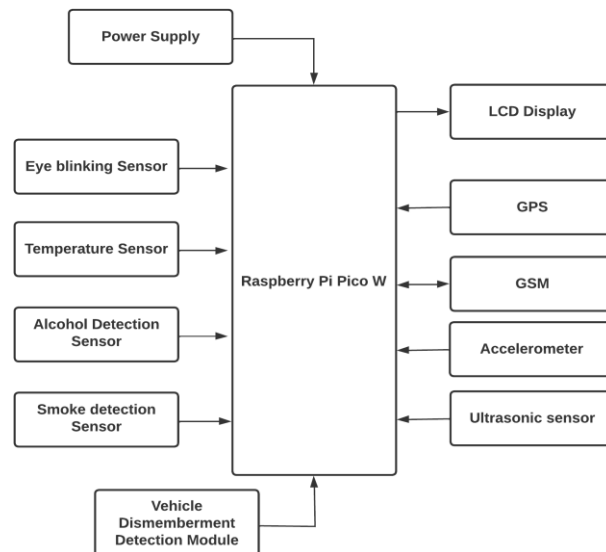 Power Supply
LCD Display
Eye blinking Sensor
GPS
Temperature Sensor
Raspberry Pi Pico W
GSM
Alcohol Detection
Sensor
Accelerometer
Smoke detection
Sensor
Ultrasonic sensor
Vehicle
Dismemberment
Detection Module